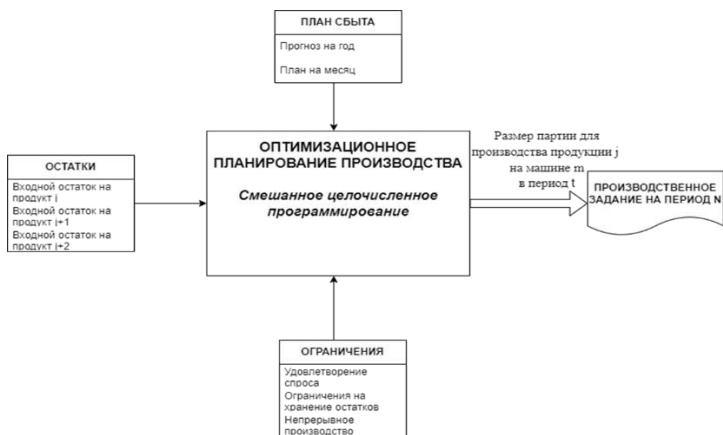 ПЛАН СБЫТА
Прогноз на год
План на месяц
ОПТИМИЗАЦИОННОЕ
ПЛАНИРОВАНИЕ ПРОИЗВОДСТВА
Смешанное целочисленное
программирование
ОСТАТКИ
Входной остаток на
продукт j
Входной остаток на
продукт j+1
Входной остаток на
продукт j+2
Размер партии для
производства продукции j
на машине m
в период t
ПРОИЗВОДСТВЕННОЕ
ЗАДАНИЕ НА ПЕРИОД N
ОГРАНИЧЕНИЯ
Удовлетворение
спроса
Ограничения на
хранение остатков
Непрерывное
производство